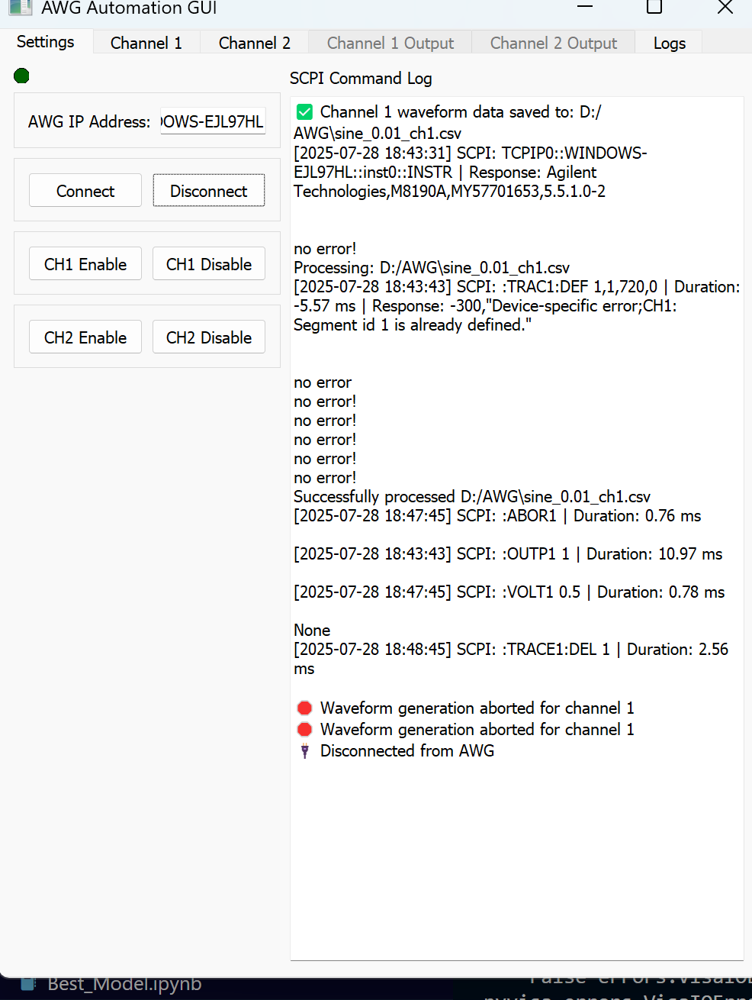 AWG Automation GUI
Settings
Channel 1
Channel 2
Channel 1 Output
Channel 2 Output
Logs
AWG IP Address:
OWS-EJL97HL
Connect
Disconnect
CH1 Enable
CH1 Disable
CH2 Enable
CH2 Disable
SCPI Command Log
✅ Channel 1 waveform data saved to: D:/
AWG\sine_0.01_ch1.csv
[2025-07-28 18:43:31] SCPI: TCPIP0::WINDOWS-
EJL97HL::inst0::INSTR | Response: Agilent
Technologies,M8190A,MY57701653,5.5.1.0-2
no error!
Processing: D:/AWG\sine_0.01_ch1.csv
[2025-07-28 18:43:43] SCPI: :TRAC1:DEF 1,1,720,0 | Duration:
-5.57 ms | Response: -300,"Device-specific error;CH1:
Segment id 1 is already defined."
no error
no error!
no error!
no error!
no error!
no error!
Successfully processed D:/AWG\sine_0.01_ch1.csv
[2025-07-28 18:47:45] SCPI: :ABOR1 | Duration: 0.76 ms
[2025-07-28 18:43:43] SCPI: :OUTP1 1 | Duration: 10.97 ms
[2025-07-28 18:47:45] SCPI: :VOLT1 0.5 | Duration: 0.78 ms
None
[2025-07-28 18:48:45] SCPI: :TRACE1:DEL 1 | Duration: 2.56
ms
🛑 Waveform generation aborted for channel 1
🛑 Waveform generation aborted for channel 1
🔌 Disconnected from AWG
Best_Model.ipynb